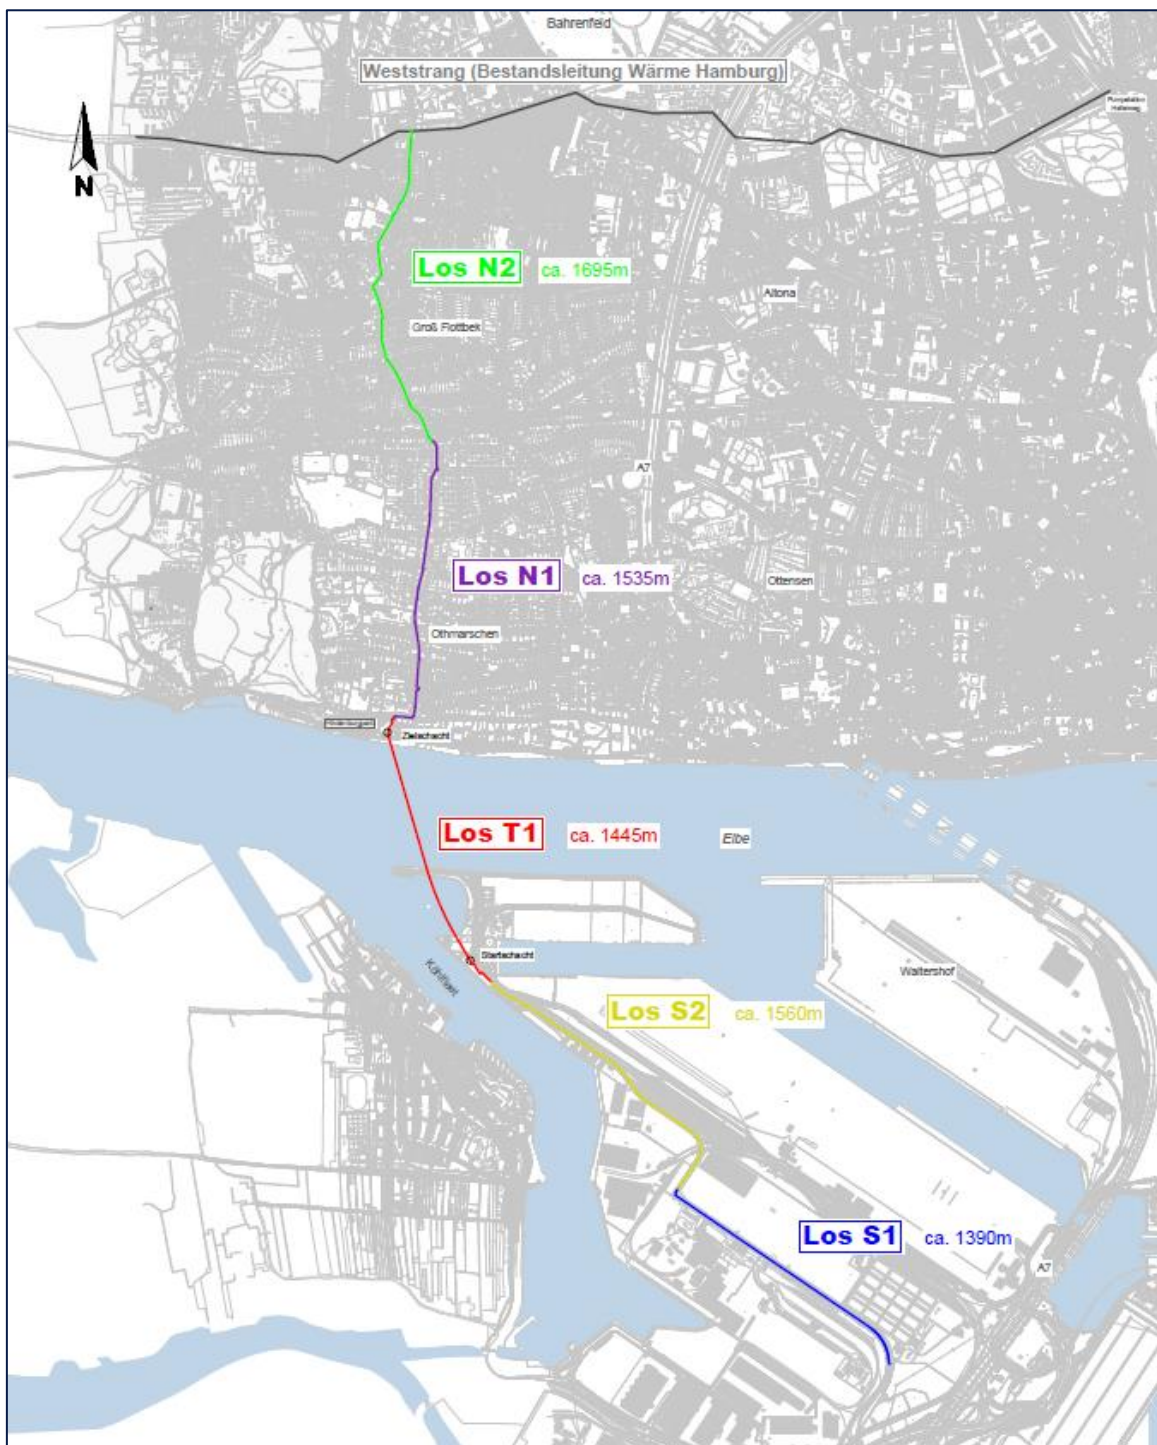 Bahrenfeld
Weststrang (Bestandsleitung Wärme Hamburg)
N
Los N2 ca. 1695m
Altona
Groß Flottbek
A7
Los N1 ca. 1535m
Ottensen
Othmarschen
Zielschacht
Los T1 ca. 1445m
Elbe
Startschacht
Köhlfleet
Waltershof
Los S2 ca. 1560m
Los S1 ca. 1390m
A7